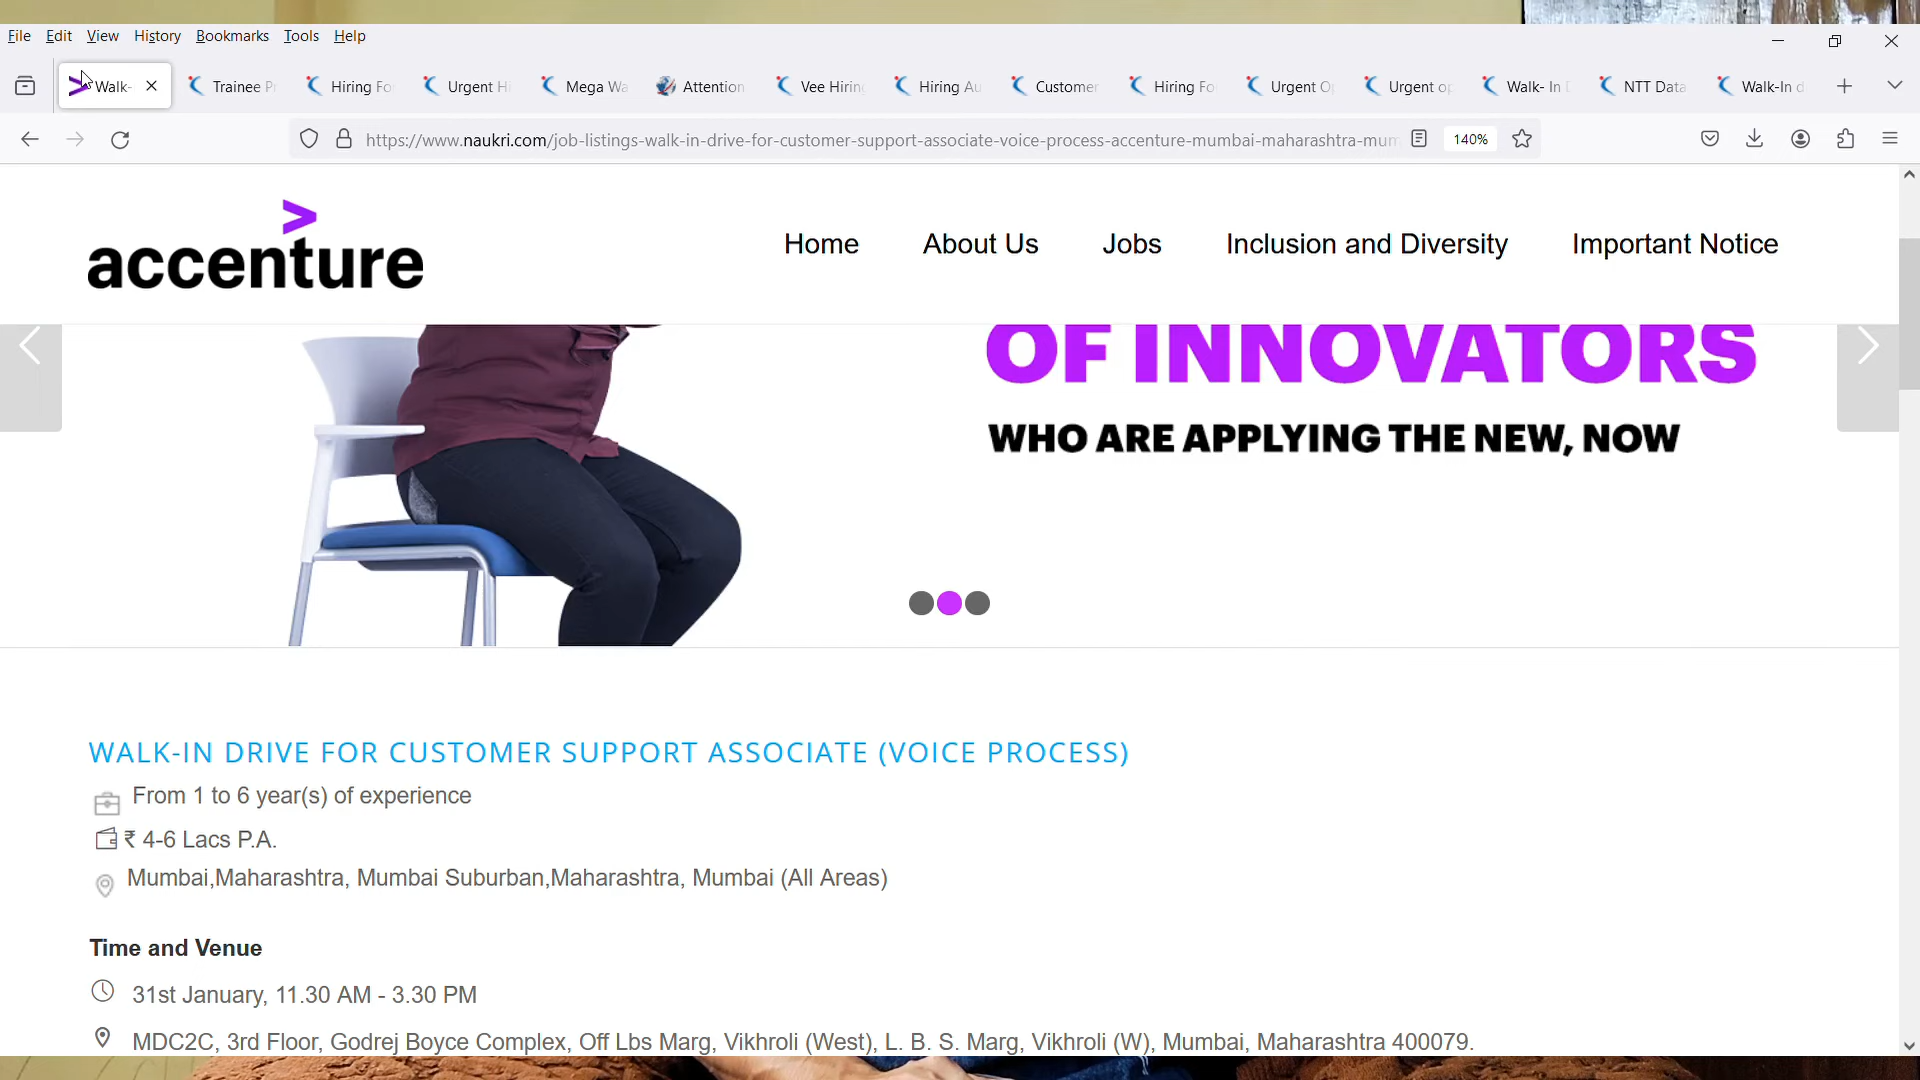 File Edit View History Bookmarks Tools Help
Walk- Trainee Pr Hiring Fo Urgent Hi Mega Wa Attention Vee Hiring Hiring Au Customer Hiring Fo Urgent Op Urgent op Walk- In D NTT Data Walk-In d
https://www.naukri.com/job-listings-walk-in-drive-for-customer-support-associate-voice-process-accenture-mumbai-maharashtra-mum 140%
accenture
Home About Us Jobs Inclusion and Diversity Important Notice
OF INNOVATORS
WHO ARE APPLYING THE NEW, NOW
WALK-IN DRIVE FOR CUSTOMER SUPPORT ASSOCIATE (VOICE PROCESS)
From 1 to 6 year(s) of experience
₹ 4-6 Lacs P.A.
Mumbai,Maharashtra, Mumbai Suburban,Maharashtra, Mumbai (All Areas)
Time and Venue
31st January, 11.30 AM - 3.30 PM
MDC2C, 3rd Floor, Godrej Boyce Complex, Off Lbs Marg, Vikhroli (West), L. B. S. Marg, Vikhroli (W), Mumbai, Maharashtra 400079.